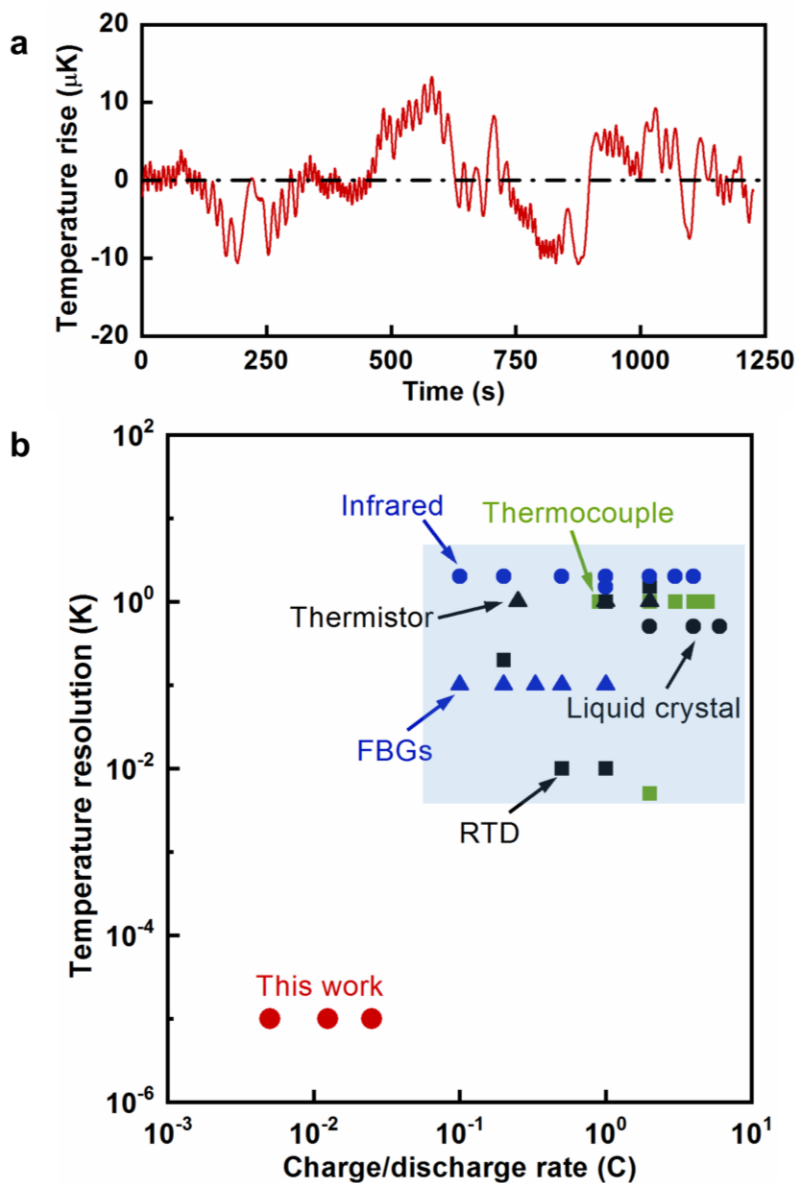 a
Temperature rise (μK)
20
10
0
-10
-20
0 250 500 750 1000 1250
Time (s)
b
Temperature resolution (K)
10²
10⁰
10⁻²
10⁻⁴
10⁻⁶
Infrared
Thermocouple
Thermistor
Liquid crystal
FBGs
RTD
This work
10⁻³ 10⁻² 10⁻¹ 10⁰ 10¹
Charge/discharge rate (C)